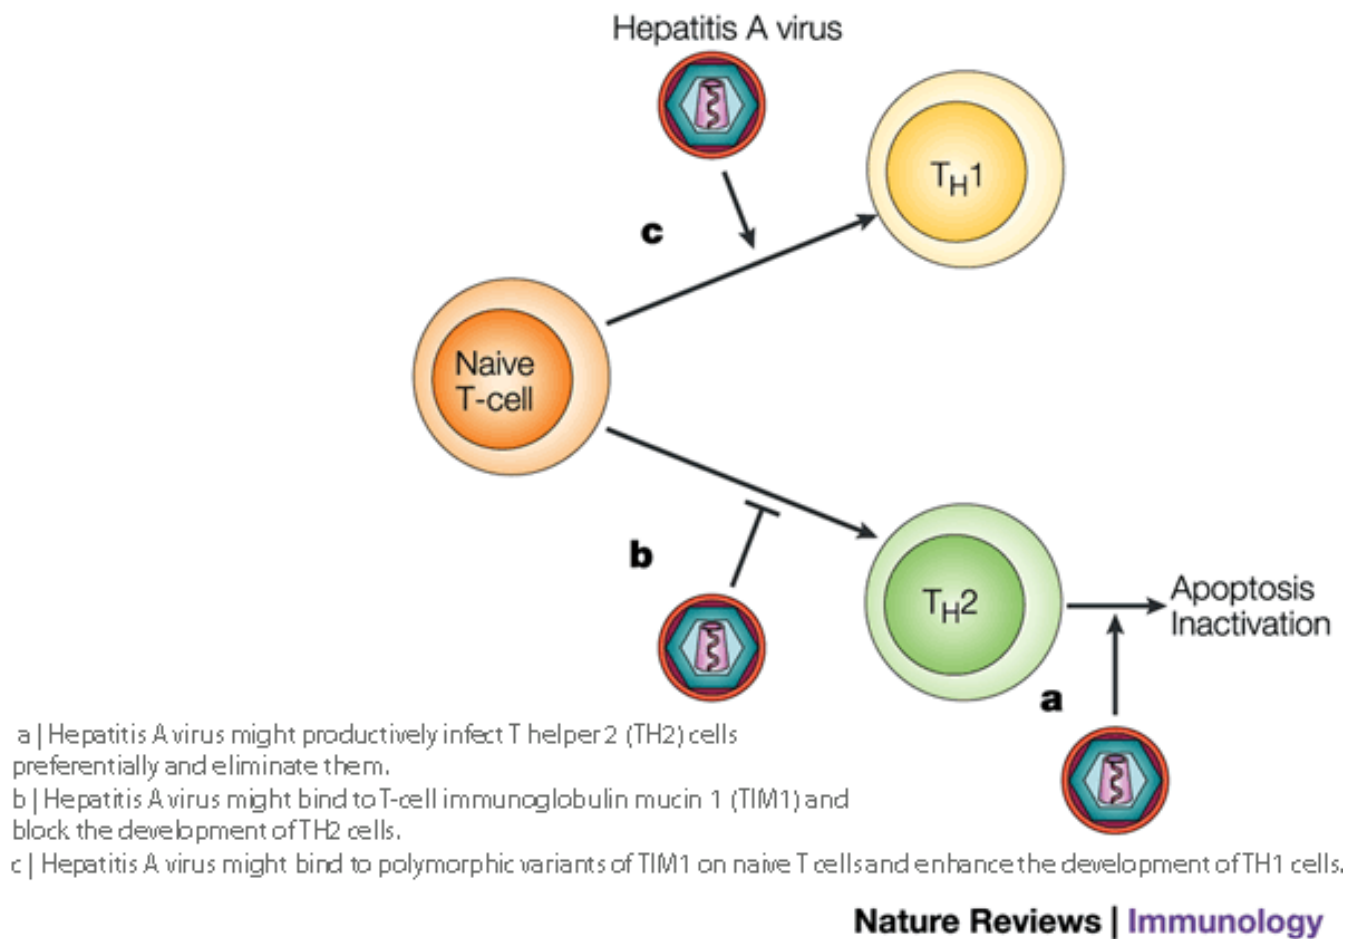 Hepatitis A virus
T_H1
c
Naive
T-cell
b
T_H2
Apoptosis
Inactivation
a
a | Hepatitis A virus might productively infect T helper 2 (TH2) cells
preferentially and eliminate them.
b | Hepatitis A virus might bind to T-cell immunoglobulin mucin 1 (TIM1) and
block the development of TH2 cells.
c | Hepatitis A virus might bind to polymorphic variants of TIM1 on naive T cells and enhance the development of TH1 cells.
Nature Reviews | Immunology